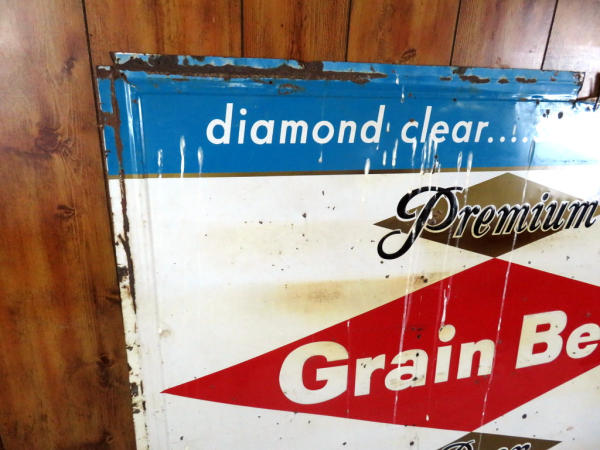 diamond clear....
Premium
Grain Be